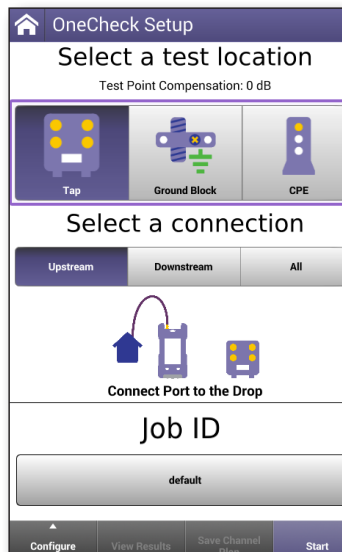 OneCheck Setup
Select a test location
Test Point Compensation: 0 dB
Tap Ground Block CPE
Select a connection
Upstream Downstream All
Connect Port to the Drop
Job ID
default
Configure View Results Save Channel Plan Start